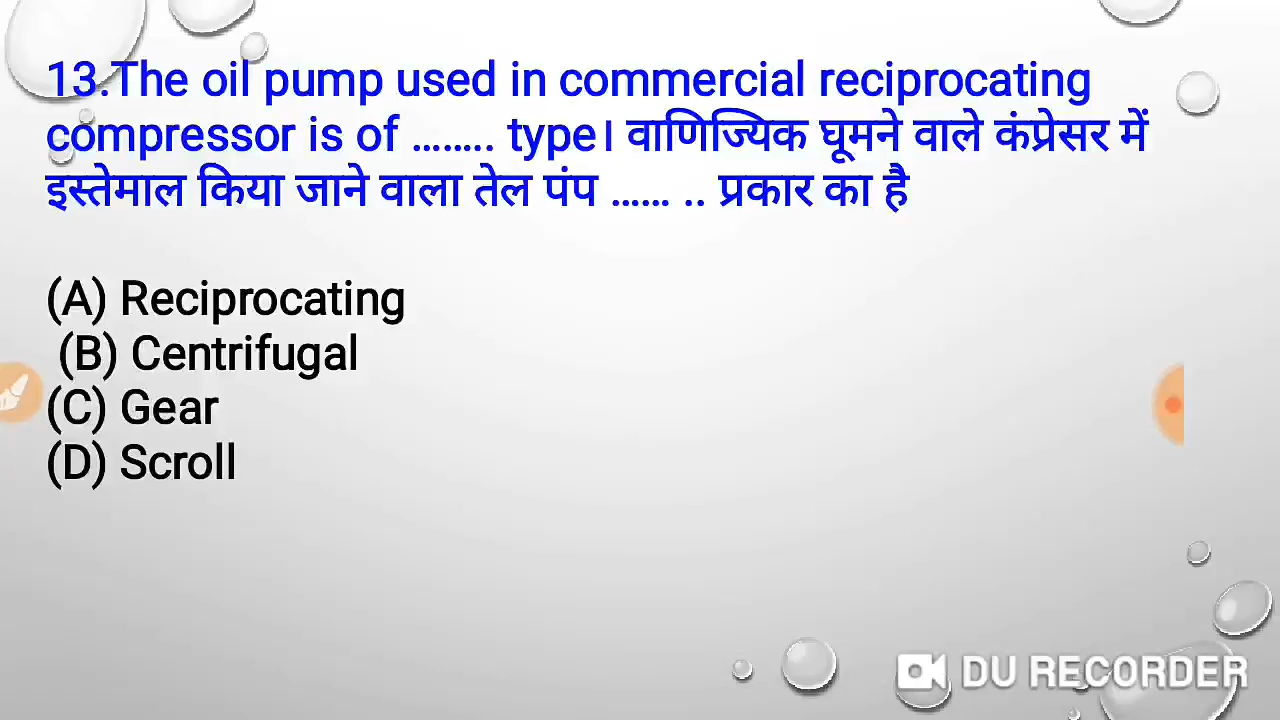 13.The oil pump used in commercial reciprocating
compressor is of …….. type। वाणिज्यिक घूमने वाले कंप्रेसर में
इस्तेमाल किया जाने वाला तेल पंप …… .. प्रकार का है
(A) Reciprocating
(B) Centrifugal
(C) Gear
(D) Scroll
DU RECORDER